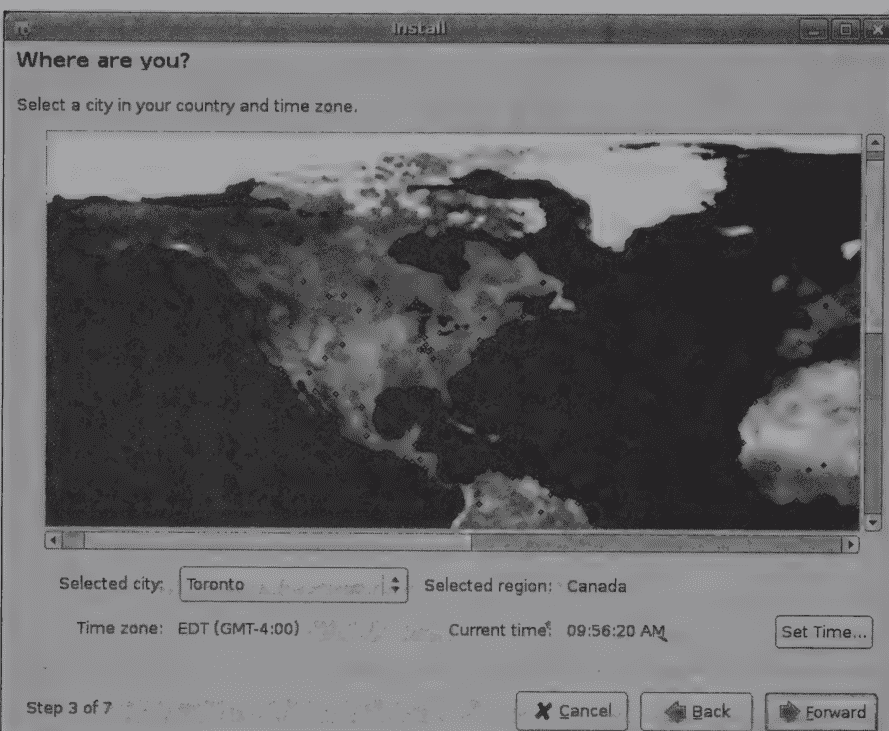 Install
Where are you?
Select a city in your country and time zone.
Selected city: Toronto Selected region: Canada
Time zone: EDT (GMT-4:00) Current time: 09:56:20 AM Set Time...
Step 3 of 7 Cancel Back Forward